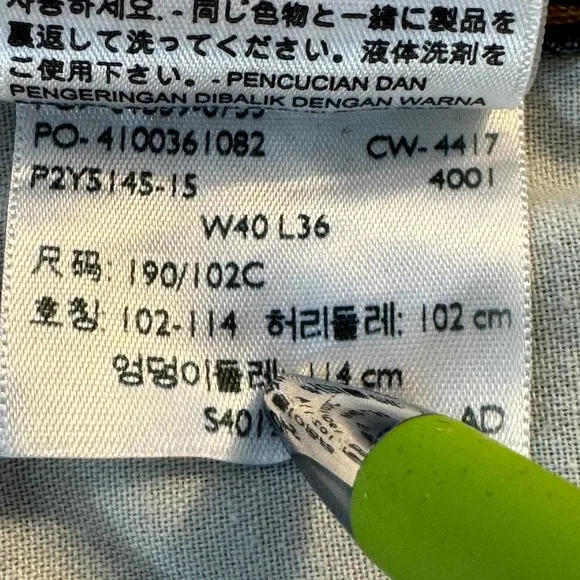 사용하세요. - 同じ色物と一緒に製品を
裏返して洗ってください。液体洗剤を
ご使用下さい。- PENCUCIAN DAN
PENGERINGAN DIBALIK DENGAN WARNA
PO- 4100361082 CW- 4417
P2Y5145-15 4001
W40 L36
尺码: 190/102C
호칭: 102-114 허리둘레: 102 cm
엉덩이둘레: 114 cm
AD